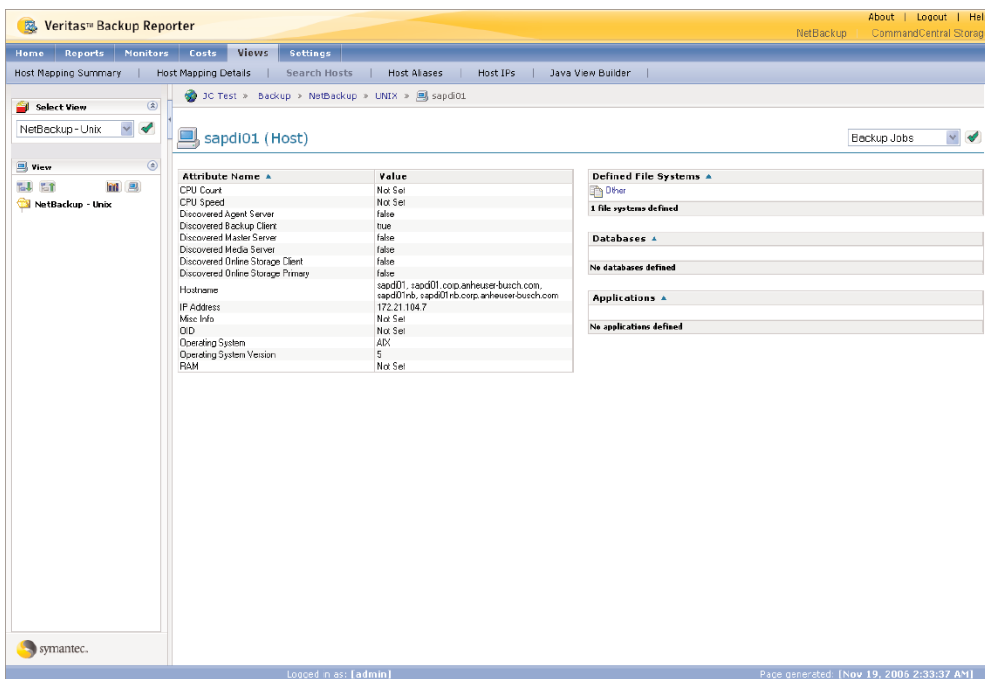 Veritas™ Backup Reporter
About | Logout | Hel
NetBackup CommandCentral Storag
Home Reports Monitors Costs Views Settings
Host Mapping Summary | Host Mapping Details | Search Hosts | Host Aliases | Host IPs | Java View Builder |
Select View
NetBackup - Unix
View
NetBackup - Unix
JC Test » Backup » NetBackup » UNIX » sapdi01
sapdi01 (Host)
Backup Jobs
Attribute Name Value
CPU Count Not Set
CPU Speed Not Set
Discovered Agent Server false
Discovered Backup Client true
Discovered Master Server false
Discovered Media Server false
Discovered Online Storage Client false
Discovered Online Storage Primary false
Hostname sapdi01, sapdi01.corp.anheuser-busch.com,
sapdi01nb, sapdi01nb.corp.anheuser-busch.com
IP Address 172.21.104.7
Misc Info Not Set
OID Not Set
Operating System AIX
Operating System Version 5
RAM Not Set
Defined File Systems
Other
1 file systems defined
Databases
No databases defined
Applications
No applications defined
symantec.
Logged in as: [admin]
Page generated: [Nov 19, 2006 2:33:37 AM]